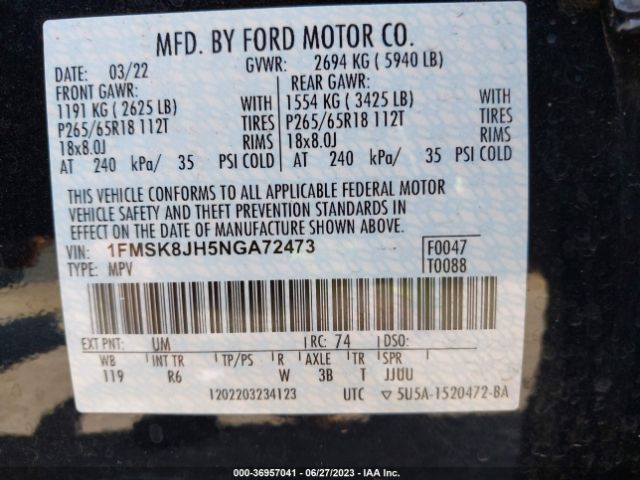 MFD. BY FORD MOTOR CO.
DATE: 03/22 GVWR: 2694 KG ( 5940 LB)
FRONT GAWR: REAR GAWR:
1191 KG ( 2625 LB) WITH 1554 KG ( 3425 LB) WITH
P265/65R18 112T TIRES P265/65R18 112T TIRES
18x8.0J RIMS 18x8.0J RIMS
AT 240 kPa/ 35 PSI COLD AT 240 kPa/ 35 PSI COLD
THIS VEHICLE CONFORMS TO ALL APPLICABLE FEDERAL MOTOR
VEHICLE SAFETY AND THEFT PREVENTION STANDARDS IN
EFFECT ON THE DATE OF MANUFACTURE SHOWN ABOVE.
VIN: 1FMSK8JH5NGA72473 F0047
TYPE: MPV T0088
EXT PNT: UM RC: 74 DSO:
WB INT TR TP/PS R AXLE TR SPR
119 R6 W 3B T JJUU
1202203234123 UTC ▽ 5U5A-1520472-BA
000-36957041 - 06/27/2023 - IAA Inc.